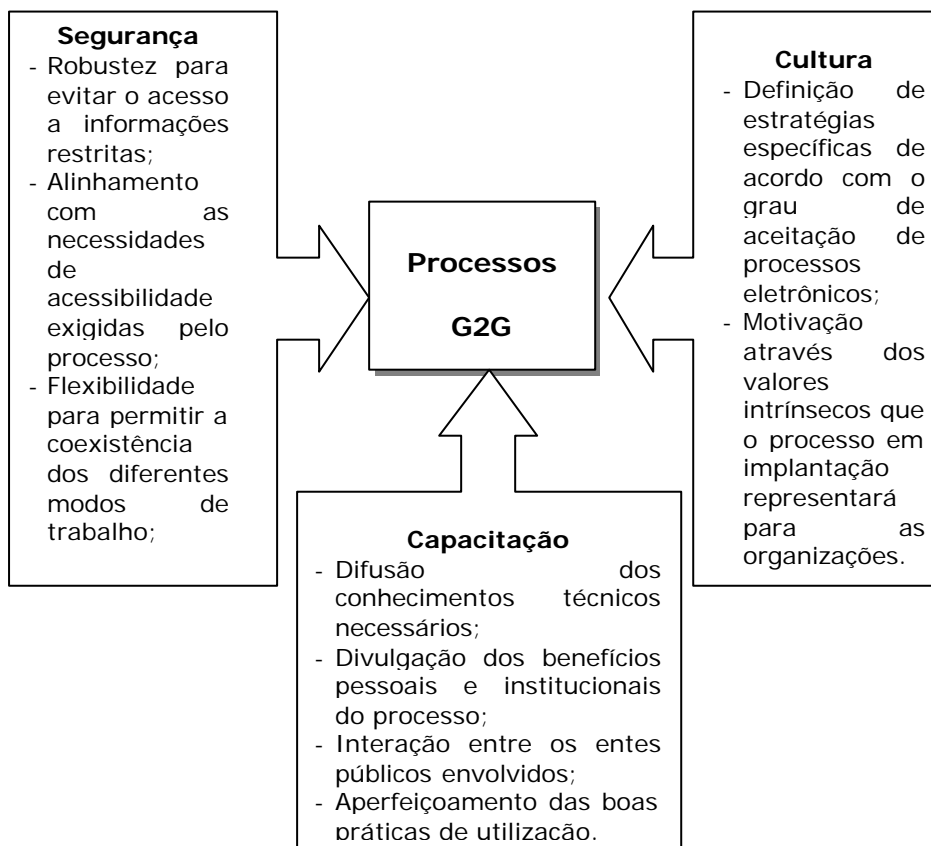 Segurança
- Robustez para
evitar o acesso
a informações
restritas;
- Alinhamento
com as
necessidades
de
acessibilidade
exigidas pelo
processo;
- Flexibilidade
para permitir a
coexistência
dos diferentes
modos de
trabalho;
Processos
G2G
Cultura
- Definição de
estratégias
específicas de
acordo com o
grau de
aceitação de
processos
eletrônicos;
- Motivação
através dos
valores
intrínsecos que
o processo em
implantação
representará
para as
organizações.
Capacitação
- Difusão dos
conhecimentos técnicos
necessários;
- Divulgação dos benefícios
pessoais e institucionais
do processo;
- Interação entre os entes
públicos envolvidos;
- Aperfeiçoamento das boas
práticas de utilização.